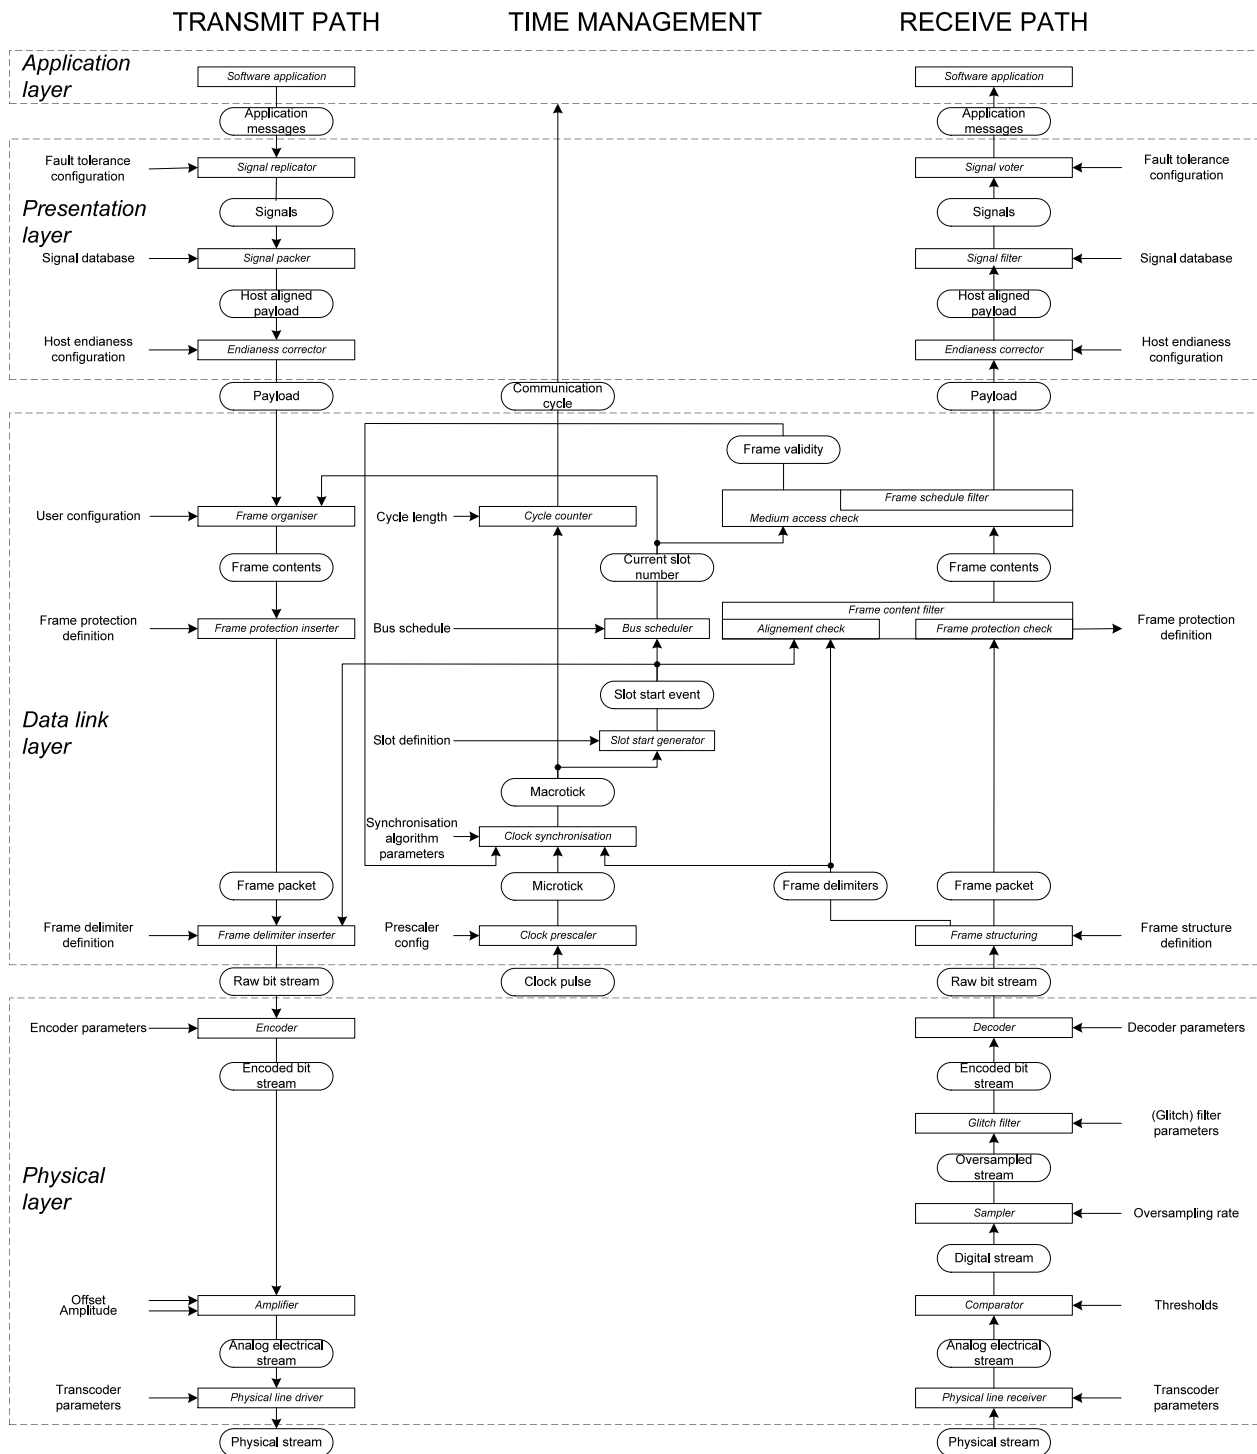 TRANSMIT PATH
TIME MANAGEMENT
RECEIVE PATH
Application
layer
Software application
Software application
Application
messages
Application
messages
Fault tolerance
configuration
Signal replicator
Signal voter
Fault tolerance
configuration
Presentation
layer
Signals
Signals
Signal database
Signal packer
Signal filter
Signal database
Host aligned
payload
Host aligned
payload
Host endianess
configuration
Endianess corrector
Endianess corrector
Host endianess
configuration
Payload
Communication
cycle
Payload
Frame validity
Frame schedule filter
Medium access check
User configuration
Frame organiser
Cycle length
Cycle counter
Frame contents
Current slot
number
Frame contents
Frame content filter
Frame protection
definition
Frame protection inserter
Bus schedule
Bus scheduler
Alignement check
Frame protection check
Frame protection
definition
Slot start event
Data link
layer
Slot definition
Slot start generator
Macrotick
Synchronisation
algorithm
parameters
Clock synchronisation
Frame packet
Microtick
Frame delimiters
Frame packet
Frame delimiter
definition
Frame delimiter inserter
Prescaler
config
Clock prescaler
Frame structuring
Frame structure
definition
Raw bit stream
Clock pulse
Raw bit stream
Encoder parameters
Encoder
Decoder
Decoder parameters
Encoded bit
stream
Encoded bit
stream
Glitch filter
(Glitch) filter
parameters
Physical
layer
Oversampled
stream
Sampler
Oversampling rate
Digital stream
Offset
Amplitude
Amplifier
Comparator
Thresholds
Analog electrical
stream
Analog electrical
stream
Transcoder
parameters
Physical line driver
Physical line receiver
Transcoder
parameters
Physical stream
Physical stream